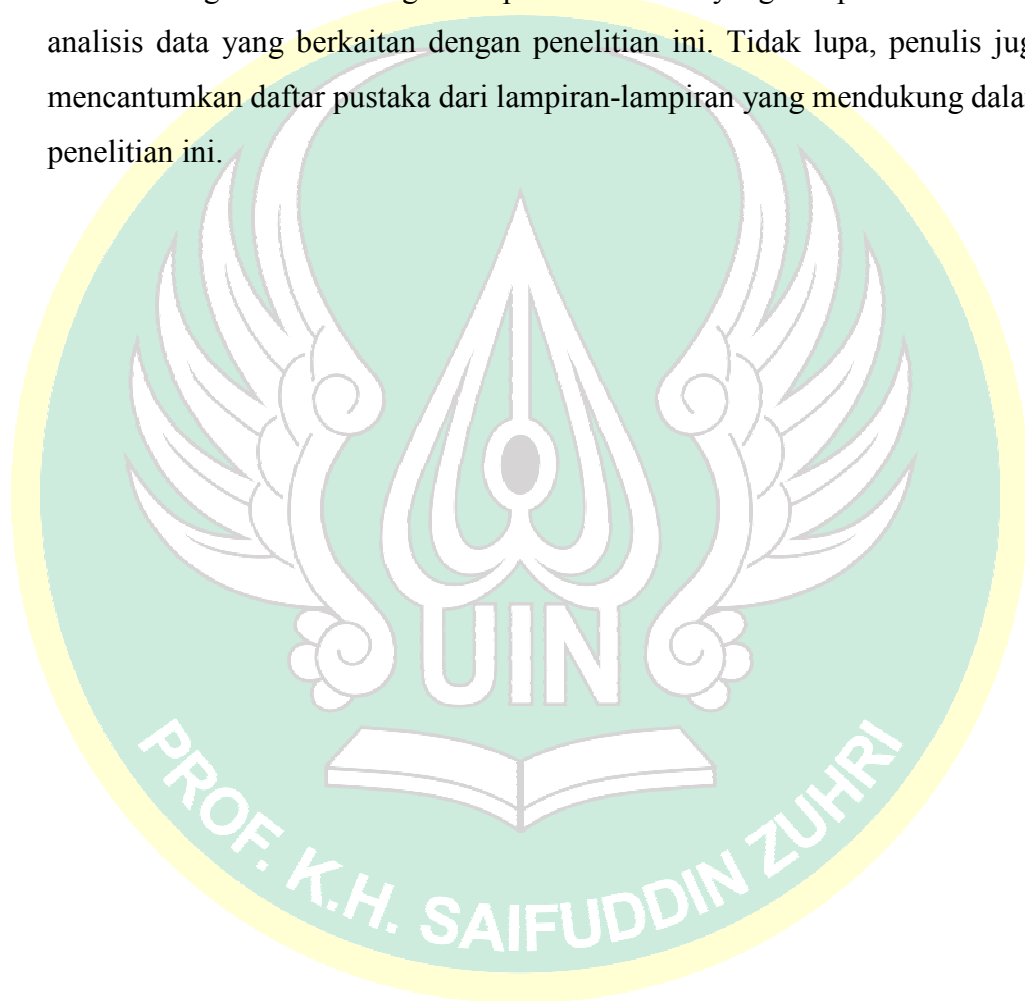 analisis data yang berkaitan dengan penelitian ini. Tidak lupa, penulis jug
mencantumkan daftar pustaka dari lampiran-lampiran yang mendukung dala
penelitian ini.
UIN
PROF. K.H. SAIFUDDIN ZUHRI